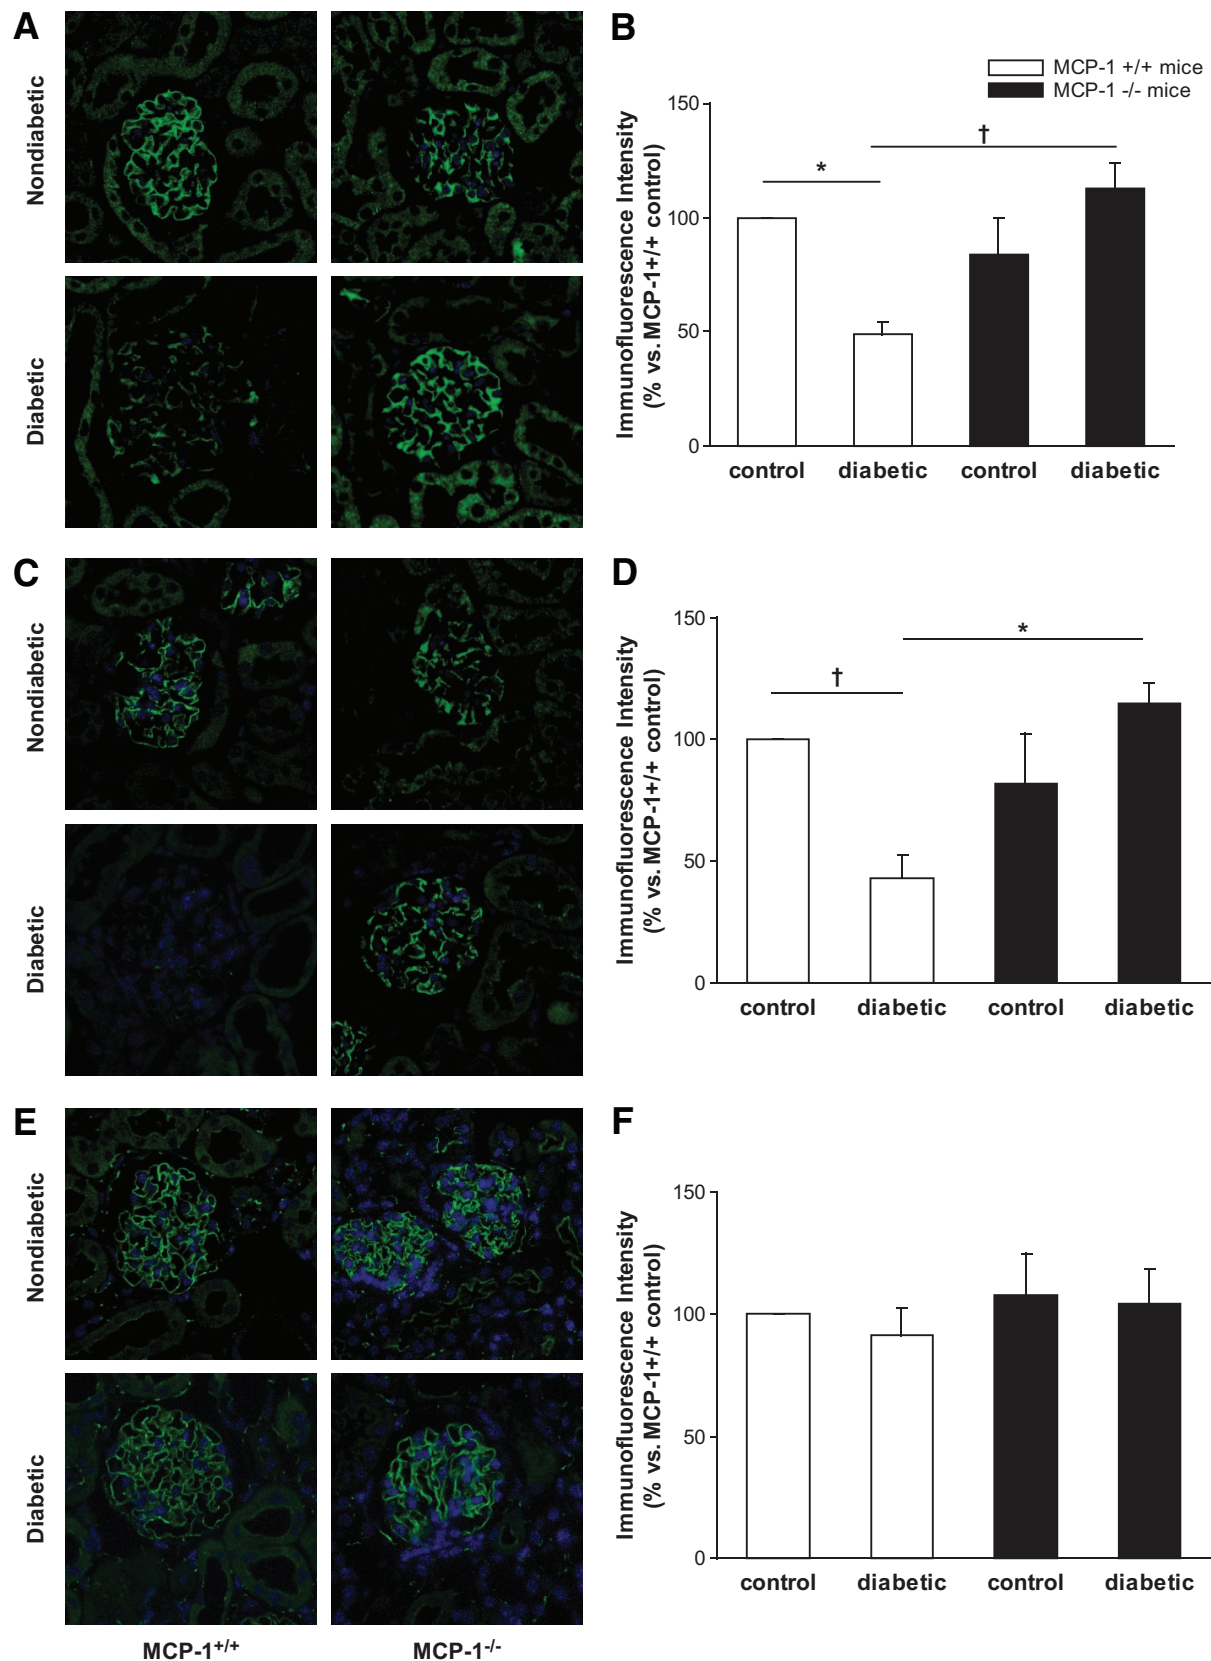 A
Nondiabetic
Diabetic
B
MCP-1 +/+ mice
MCP-1 -/- mice
Immunofluorescence Intensity
(% vs. MCP-1+/+ control)
150
100
50
0
*
†
control diabetic control diabetic
C
Nondiabetic
Diabetic
D
Immunofluorescence Intensity
(% vs. MCP-1+/+ control)
150
100
50
0
†
*
control diabetic control diabetic
E
Nondiabetic
Diabetic
F
Immunofluorescence Intensity
(% vs. MCP-1+/+ control)
150
100
50
0
control diabetic control diabetic
MCP-1+/+ MCP-1-/-